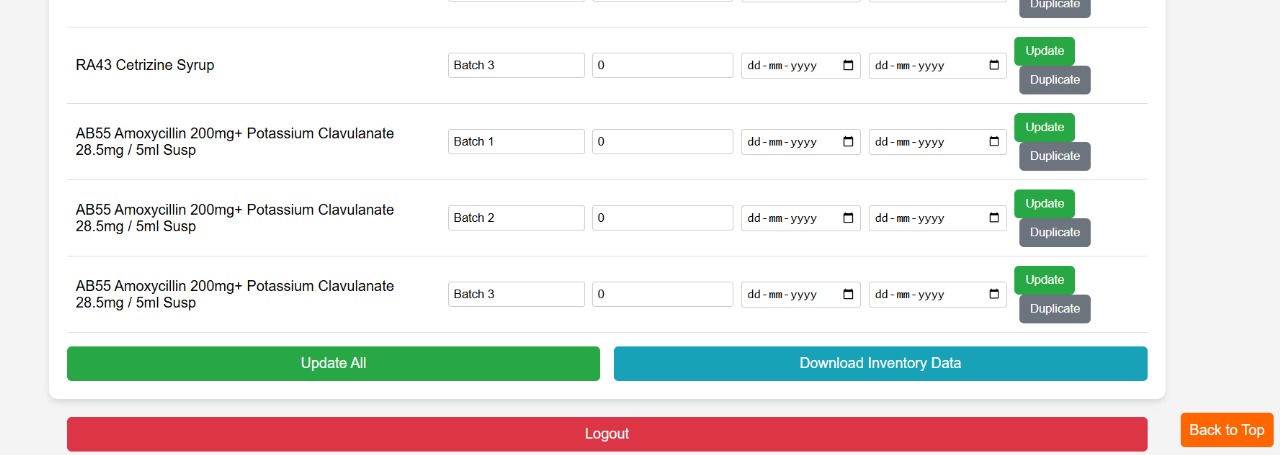 Duplicate
RA43 Cetrizine Syrup
Batch 3
0
dd-mm-yyyy
dd-mm-yyyy
Update
Duplicate
AB55 Amoxycillin 200mg+ Potassium Clavulanate
28.5mg / 5ml Susp
Batch 1
0
dd-mm-yyyy
dd-mm-yyyy
Update
Duplicate
AB55 Amoxycillin 200mg+ Potassium Clavulanate
28.5mg / 5ml Susp
Batch 2
0
dd-mm-yyyy
dd-mm-yyyy
Update
Duplicate
AB55 Amoxycillin 200mg+ Potassium Clavulanate
28.5mg / 5ml Susp
Batch 3
0
dd-mm-yyyy
dd-mm-yyyy
Update
Duplicate
Update All
Download Inventory Data
Logout
Back to Top